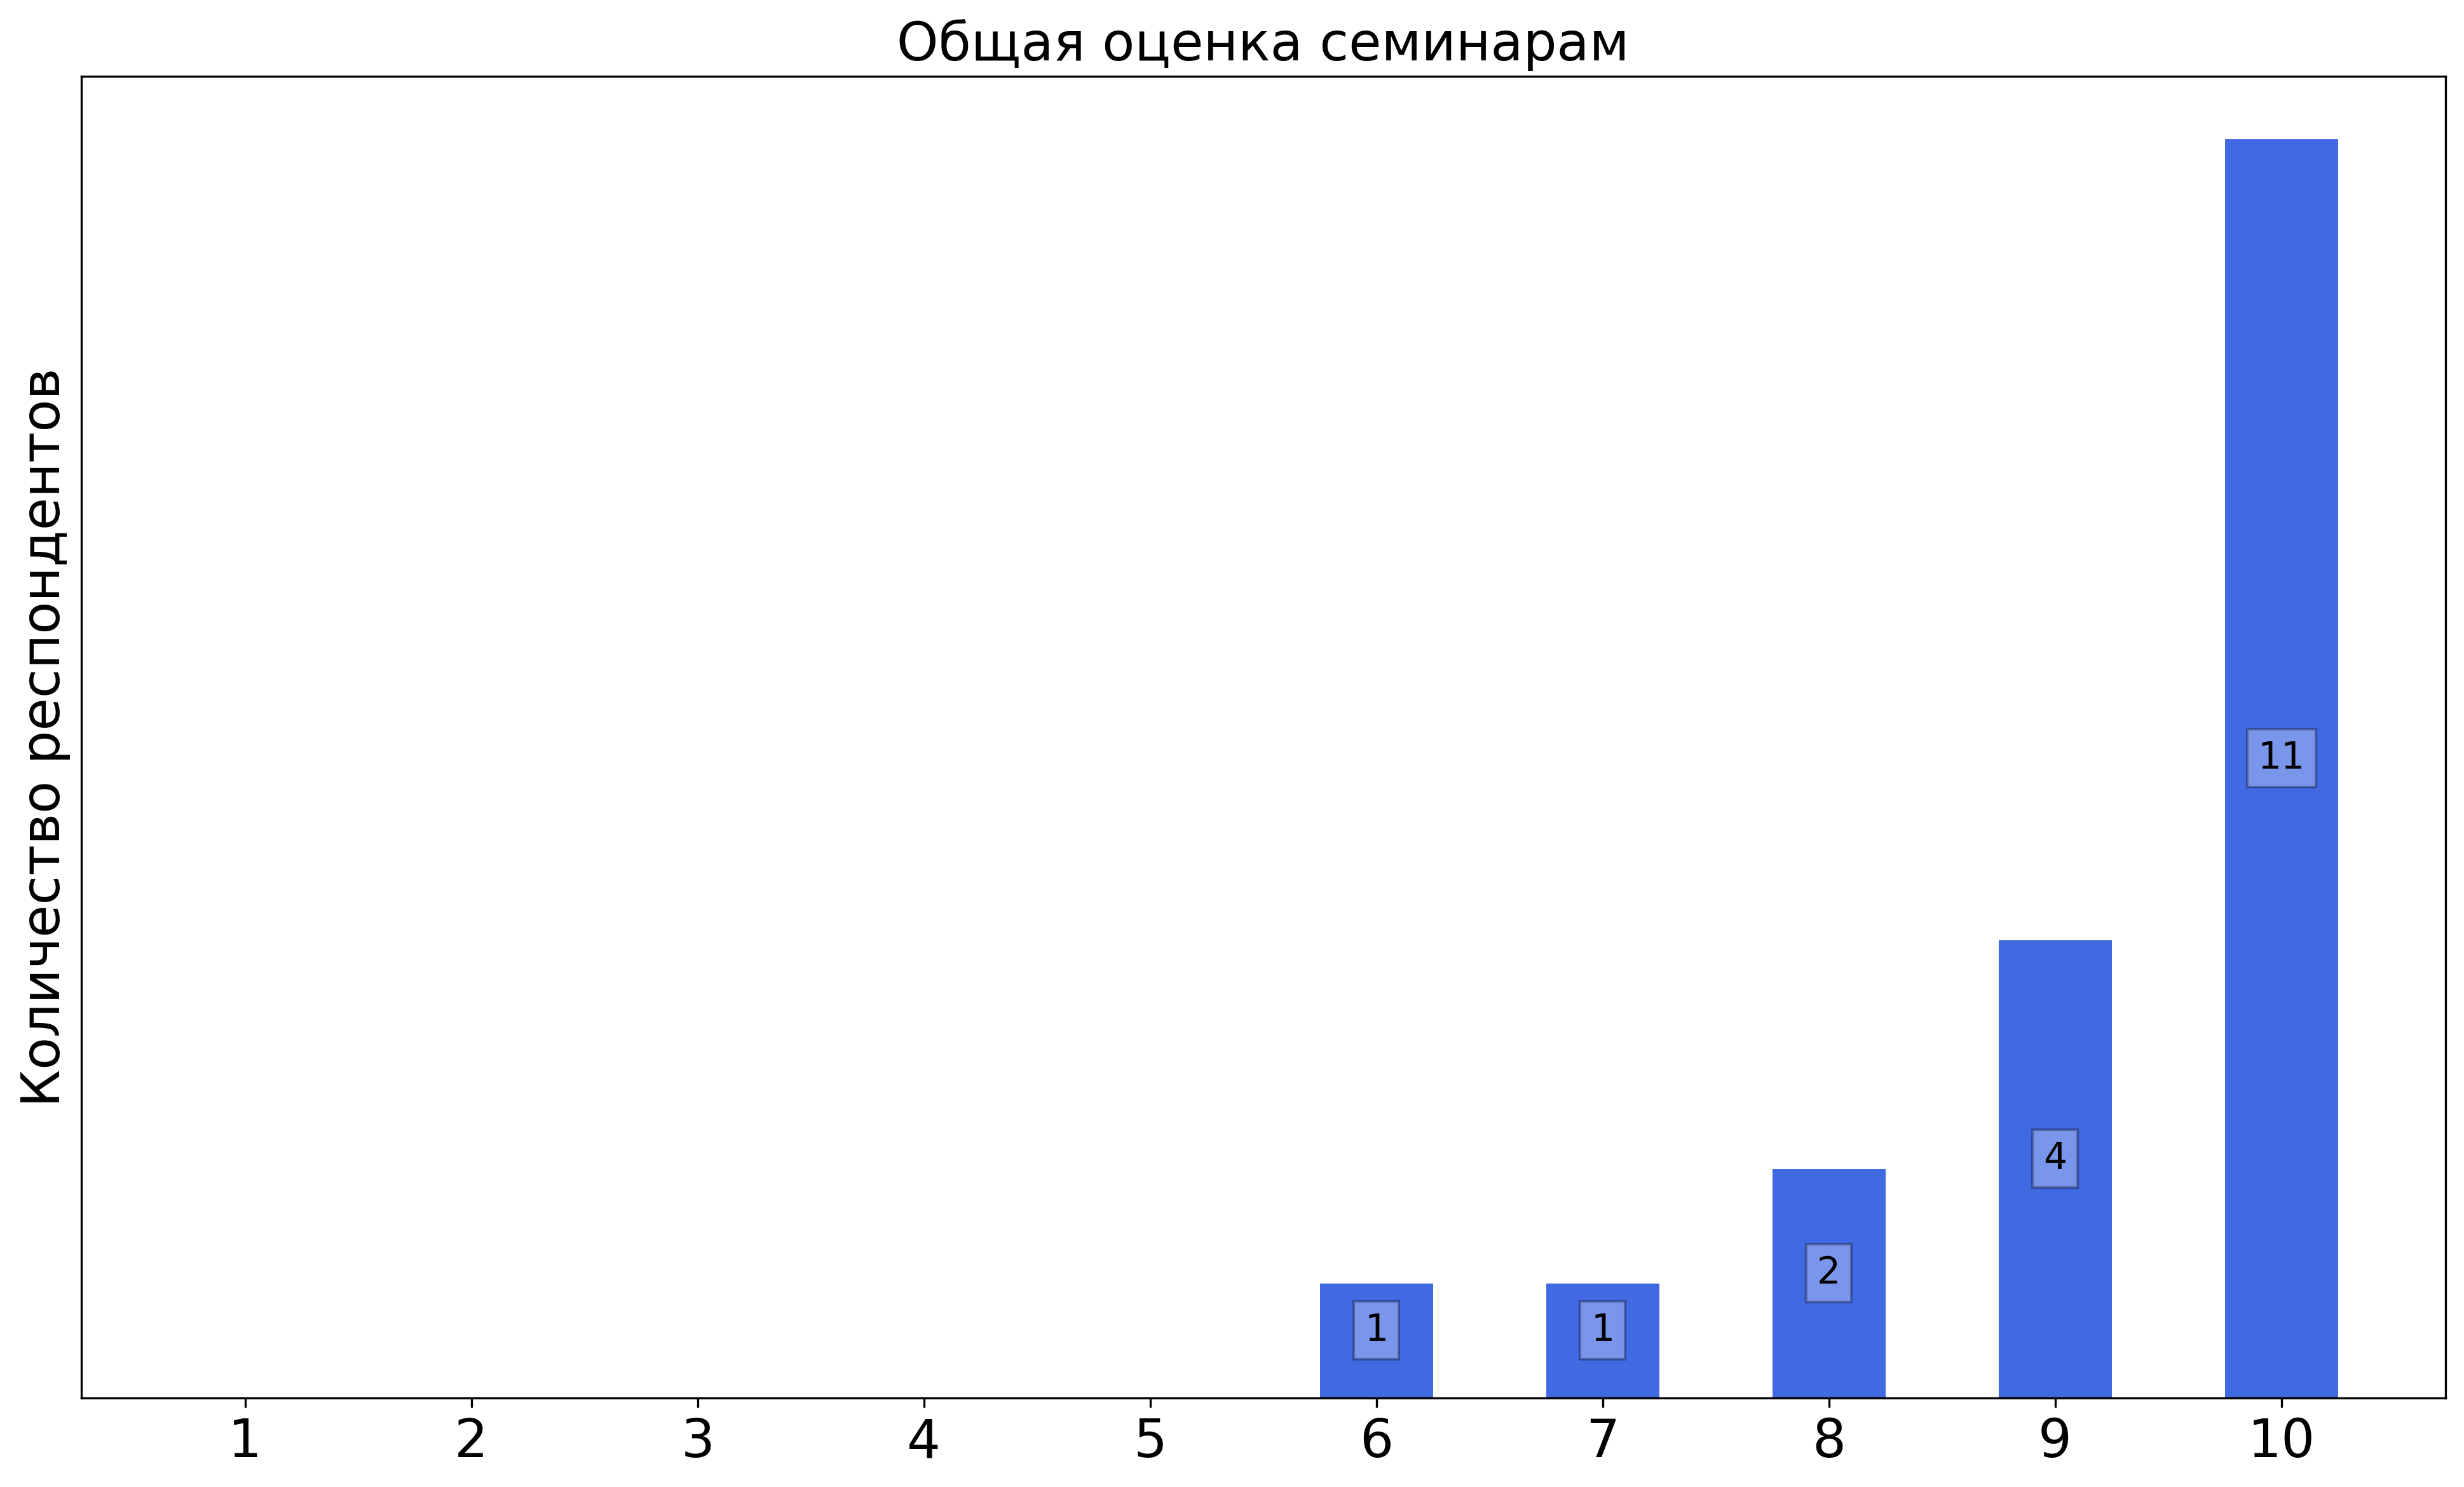 Общая оценка семинарам
Количество респондентов
11
4
2
1 1
1 2 3 4 5 6 7 8 9 10